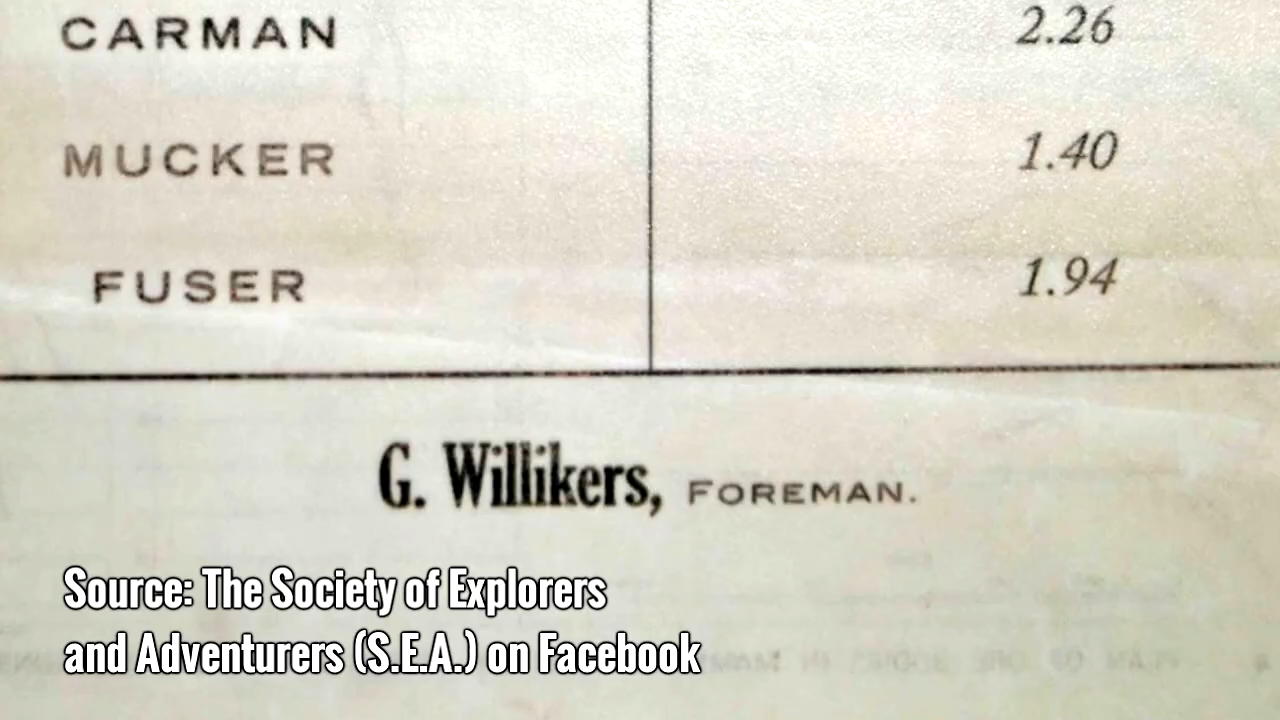 CARMAN 2.26
MUCKER 1.40
FUSER 1.94
G. Willikers, FOREMAN.
Source: The Society of Explorers
and Adventurers (S.E.A.) on Facebook